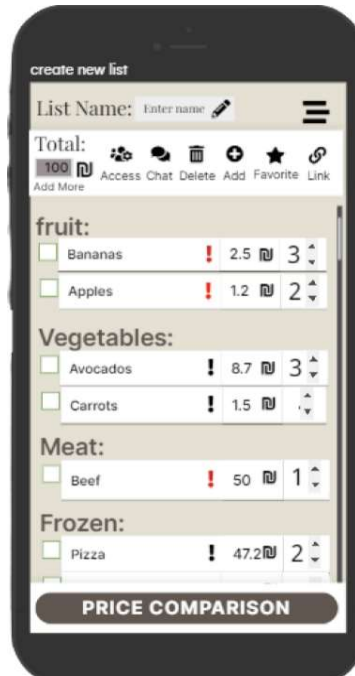 create new list
List Name: Enter name
Total:
100 ₪
Add More
Access Chat Delete Add Favorite Link
fruit:
Bananas ! 2.5 ₪ 3
Apples ! 1.2 ₪ 2
Vegetables:
Avocados ! 8.7 ₪ 3
Carrots ! 1.5 ₪
Meat:
Beef ! 50 ₪ 1
Frozen:
Pizza ! 47.2₪ 2
PRICE COMPARISON